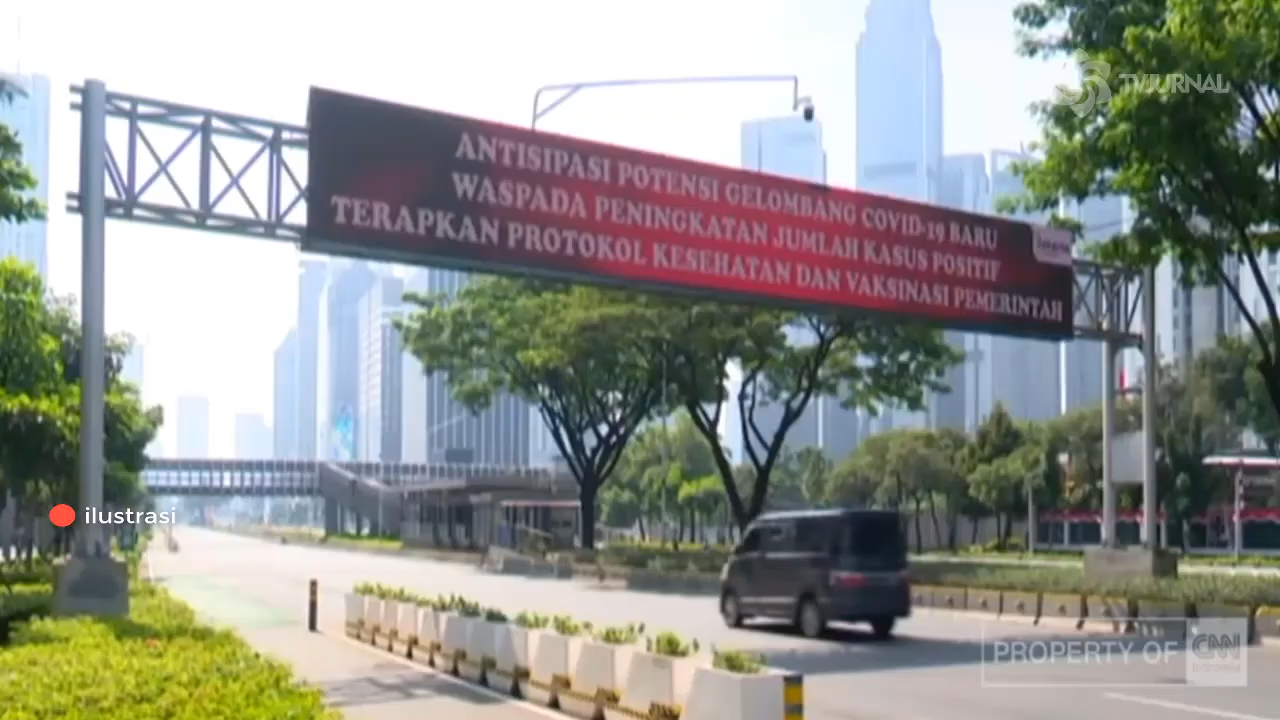 TVJURNAL
ANTISIPASI POTENSI GELOMBANG COVID-19 BARU
WASPADA PENINGKATAN JUMLAH KASUS POSITIF
TERAPKAN PROTOKOL KESEHATAN DAN VAKSINASI PEMERINTAH
ilustrasi
PROPERTY OF CNN